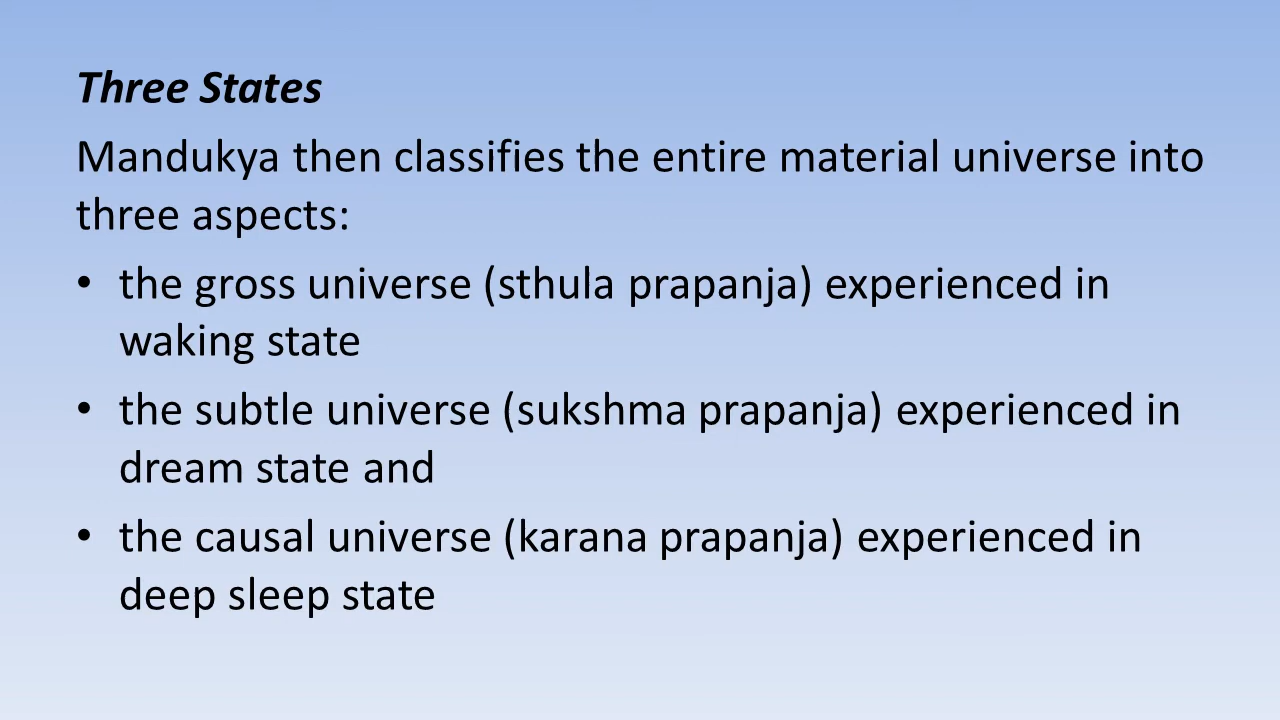 Three States
Mandukya then classifies the entire material universe into
three aspects:
• the gross universe (sthula prapanja) experienced in
waking state
• the subtle universe (sukshma prapanja) experienced in
dream state and
• the causal universe (karana prapanja) experienced in
deep sleep state